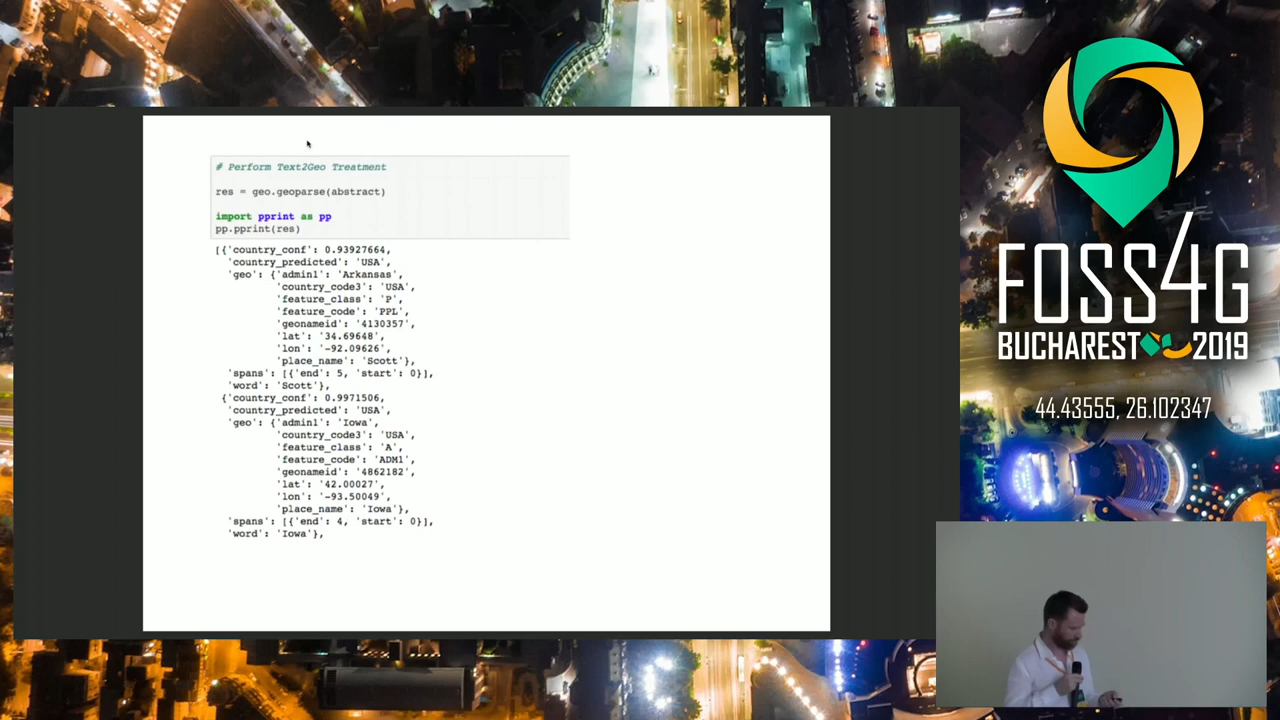 # Perform Text2Geo Treatment
res = geo.geoparse(abstract)
import pprint as pp
pp.pprint(res)
[{'country_conf': 0.93927664,
'country_predicted': 'USA',
'geo': {'admin1': 'Arkansas',
'country_code3': 'USA',
'feature_class': 'P',
'feature_code': 'PPL',
'geonameid': '4130357',
'lat': '34.69648',
'lon': '-92.09626',
'place_name': 'Scott'},
'spans': [{'end': 5, 'start': 0}],
'word': 'Scott'},
{'country_conf': 0.9971506,
'country_predicted': 'USA',
'geo': {'admin1': 'Iowa',
'country_code3': 'USA',
'feature_class': 'A',
'feature_code': 'ADM1',
'geonameid': '4862182',
'lat': '42.00027',
'lon': '-93.50049',
'place_name': 'Iowa'},
'spans': [{'end': 4, 'start': 0}],
'word': 'Iowa'},
FOSS4G
BUCHAREST 2019
44.43555, 26.102347